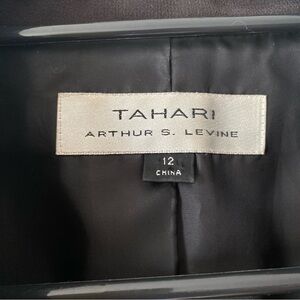 TAHARI
ARTHUR S. LEVINE
12
CHINA